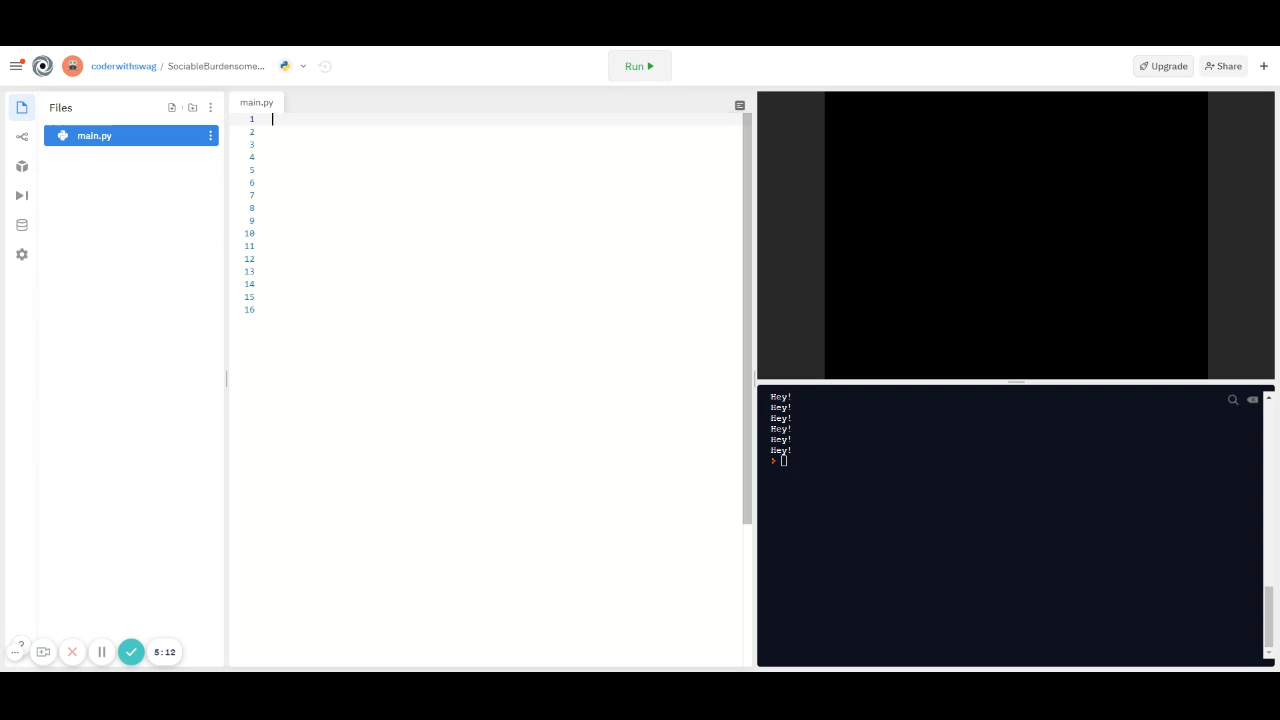 coderwithswag / SociableBurdensome...
Run
Upgrade
Share
Files
main.py
main.py
1
2
3
4
5
6
7
8
9
10
11
12
13
14
15
16
Hey!
Hey!
Hey!
Hey!
Hey!
Hey!
?
5:12